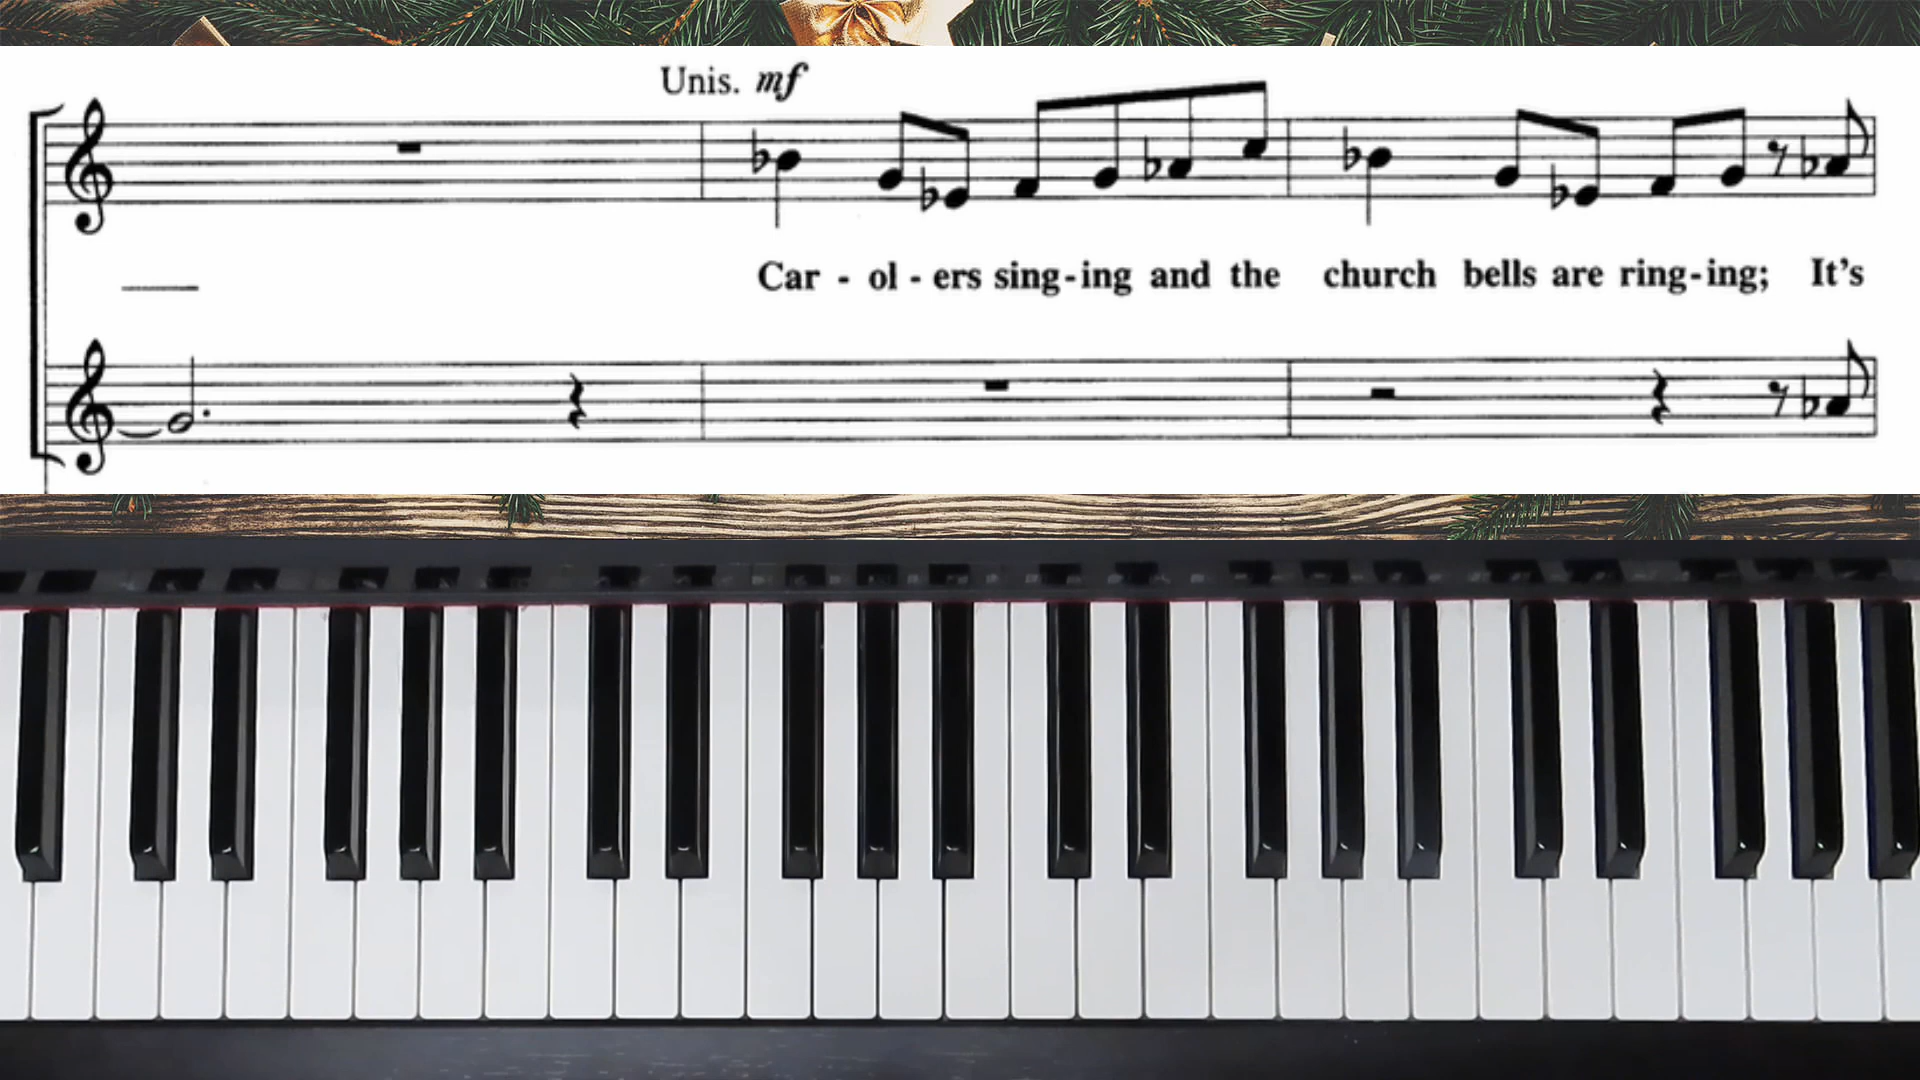 Unis. mf
Car - ol - ers sing - ing and the church bells are ring - ing; It's